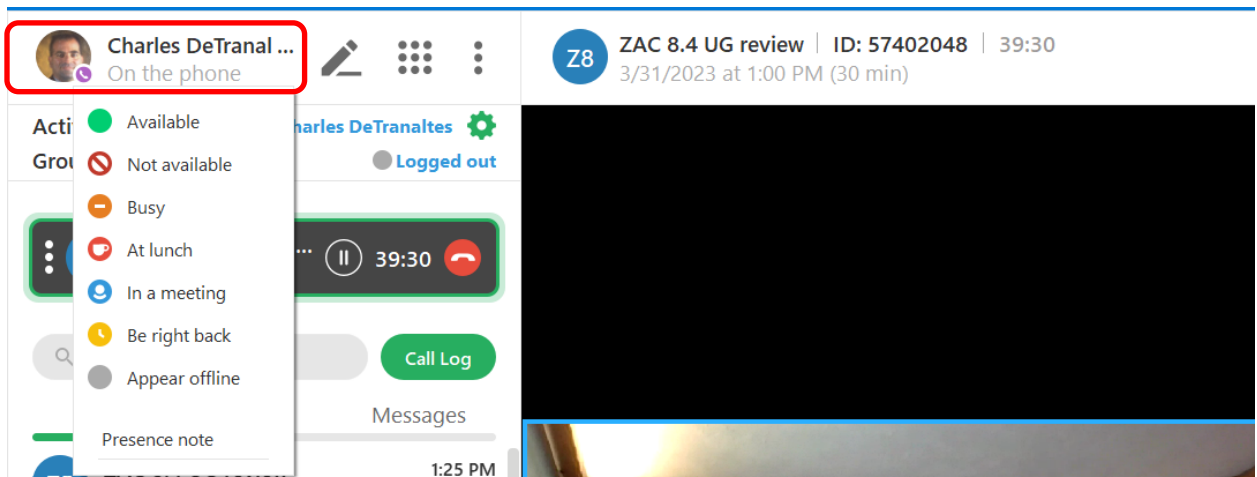 Charles DeTranal ...
On the phone
Z8
ZAC 8.4 UG review | ID: 57402048 | 39:30
3/31/2023 at 1:00 PM (30 min)
Available
harles DeTranaltes
Not available
Logged out
Busy
At lunch
... 39:30
In a meeting
Be right back
Call Log
Appear offline
Messages
Presence note
1:25 PM